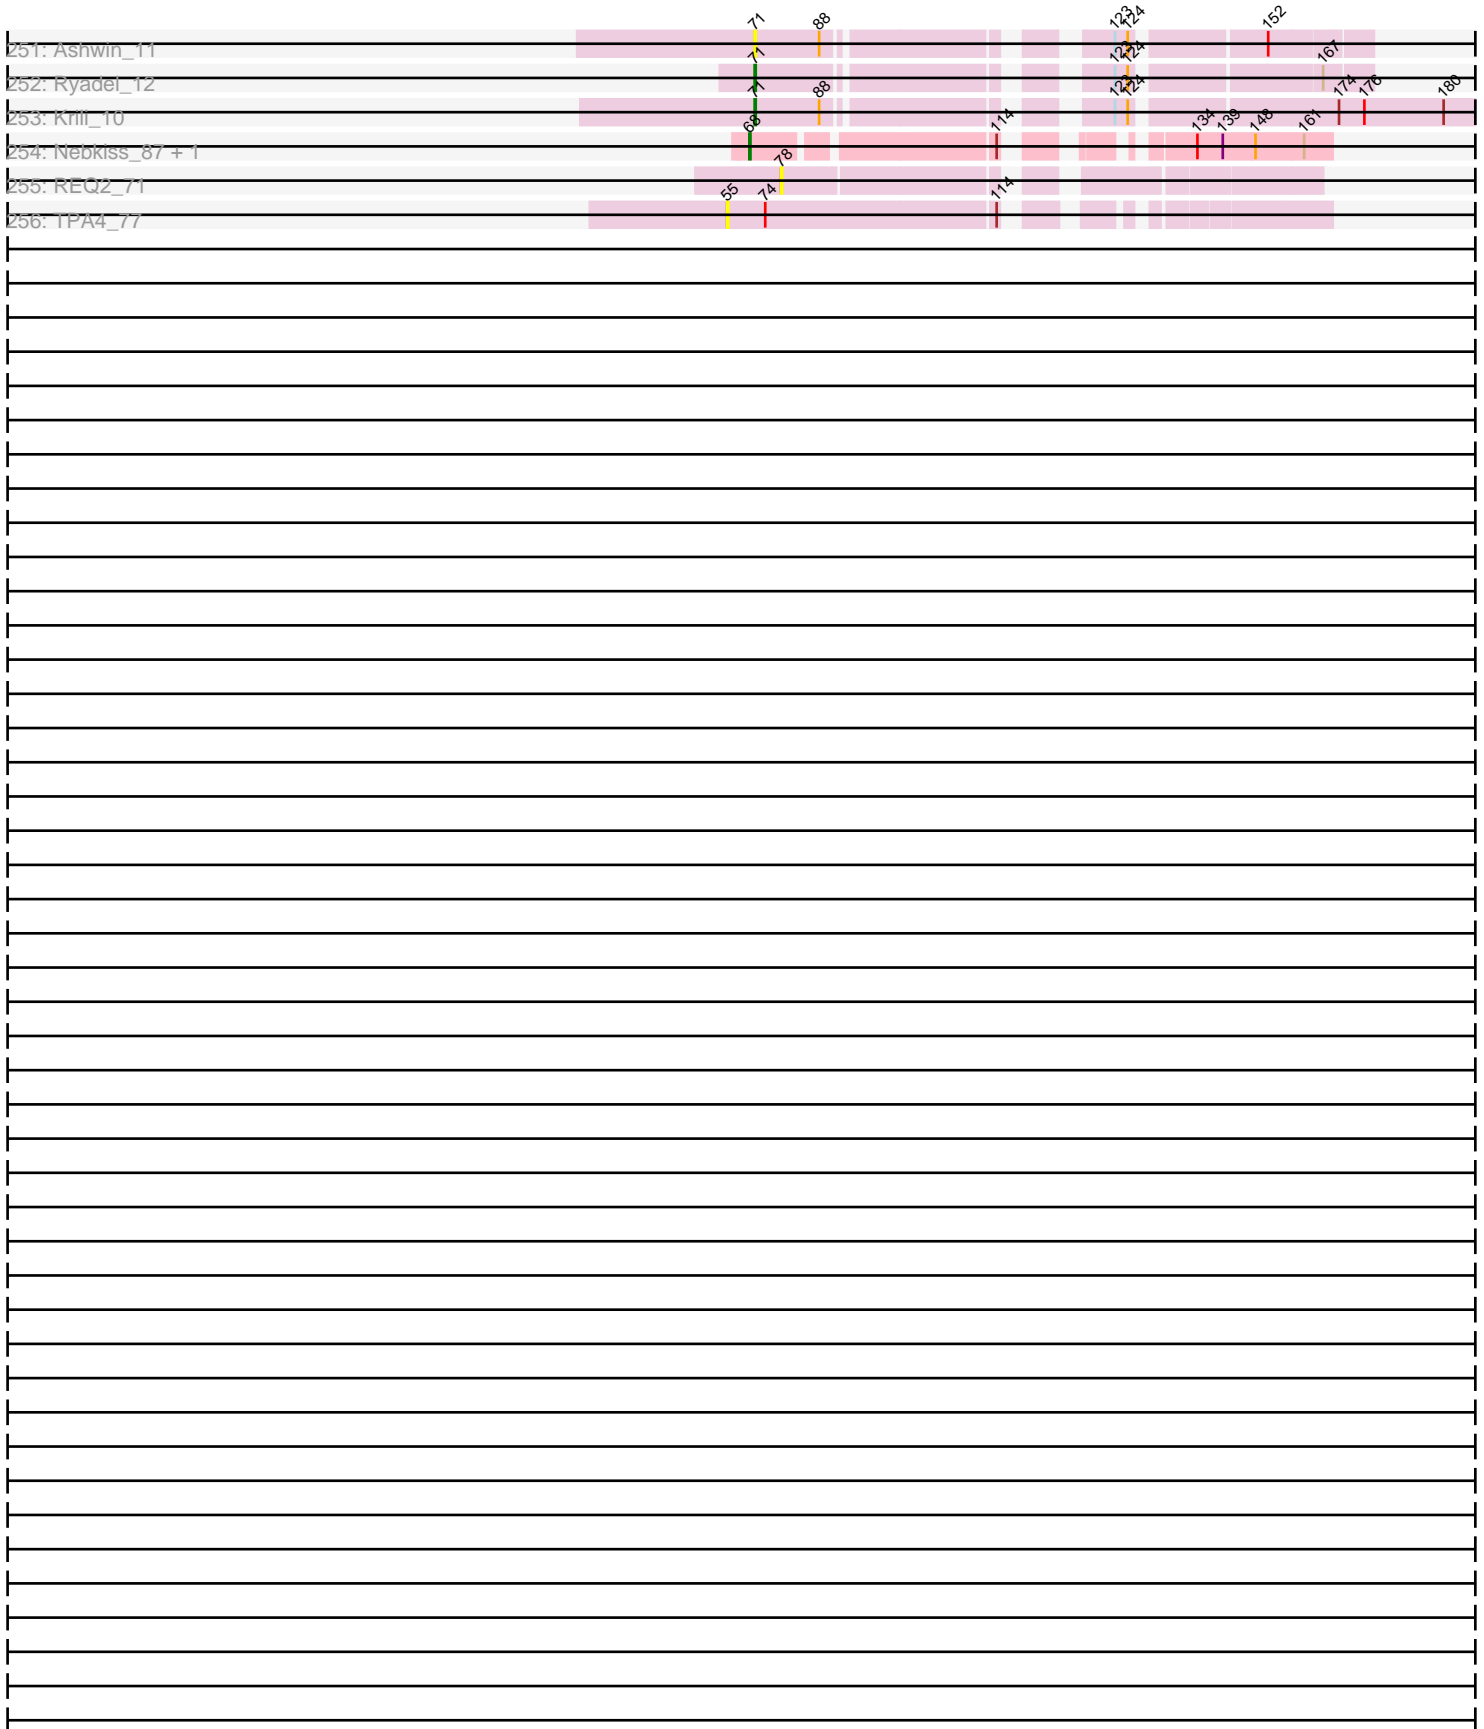 71 88 123 124 152
251: Ashwin_11
71 123 124 167
252: Ryadel_12
71 88 123 124 174 176 180
253: Krili_10
68 114 134 139 148 161
254: Nebkiss_87 + 1
78
255: REQ2_71
55 74 114
256: TPA4_77